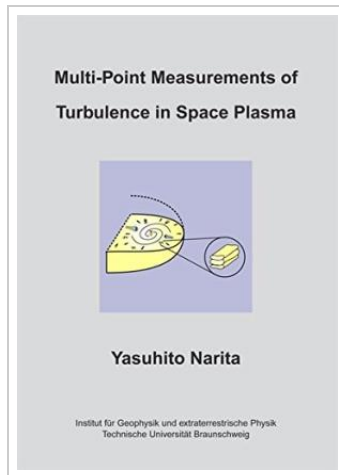 Multi-Point Measurements of
Turbulence in Space Plasma
Yasuhito Narita
Institut für Geophysik und extraterrestrische Physik
Technische Universität Braunschweig